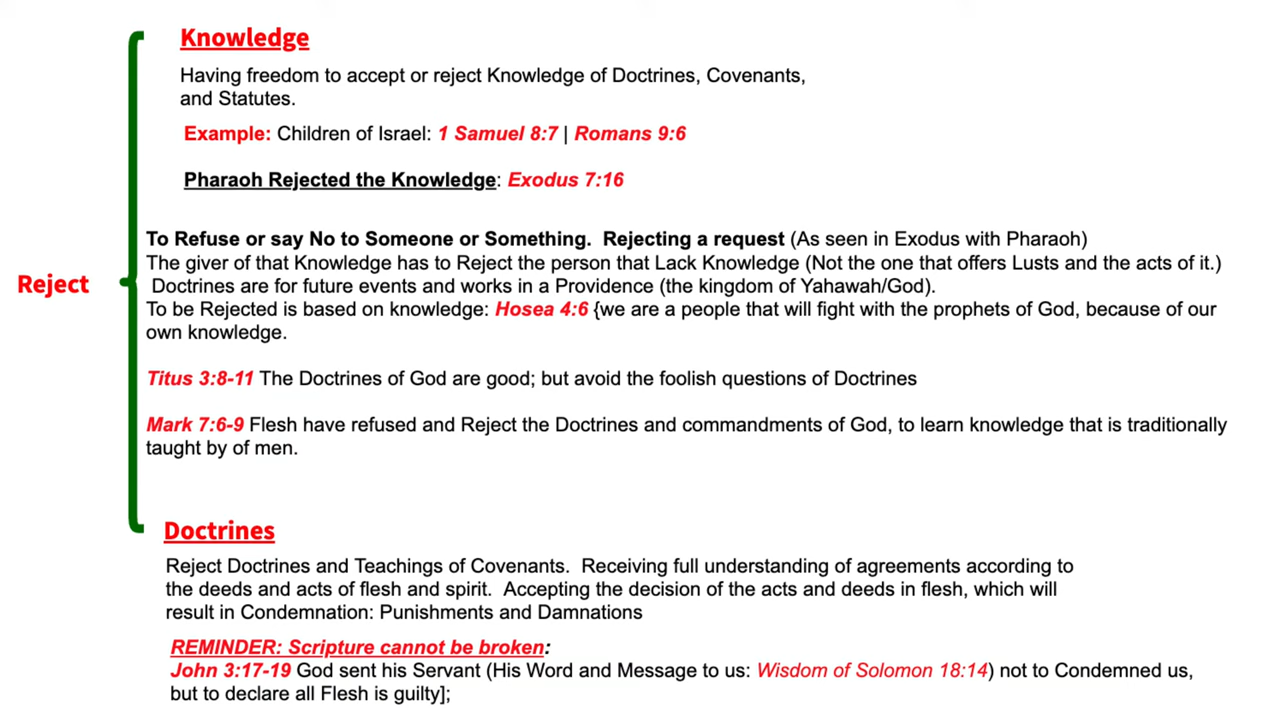 Knowledge
Having freedom to accept or reject Knowledge of Doctrines, Covenants,
and Statutes.
Example: Children of Israel: 1 Samuel 8:7 | Romans 9:6
Pharaoh Rejected the Knowledge: Exodus 7:16
To Refuse or say No to Someone or Something.  Rejecting a request (As seen in Exodus with Pharaoh)
The giver of that Knowledge has to Reject the person that Lack Knowledge (Not the one that offers Lusts and the acts of it.)
Reject
Doctrines are for future events and works in a Providence (the kingdom of Yahawah/God).
To be Rejected is based on knowledge: Hosea 4:6 {we are a people that will fight with the prophets of God, because of our
own knowledge.
Titus 3:8-11 The Doctrines of God are good; but avoid the foolish questions of Doctrines
Mark 7:6-9 Flesh have refused and Reject the Doctrines and commandments of God, to learn knowledge that is traditionally
taught by of men.
Doctrines
Reject Doctrines and Teachings of Covenants.  Receiving full understanding of agreements according to
the deeds and acts of flesh and spirit.  Accepting the decision of the acts and deeds in flesh, which will
result in Condemnation: Punishments and Damnations
REMINDER: Scripture cannot be broken:
John 3:17-19 God sent his Servant (His Word and Message to us: Wisdom of Solomon 18:14) not to Condemned us,
but to declare all Flesh is guilty];